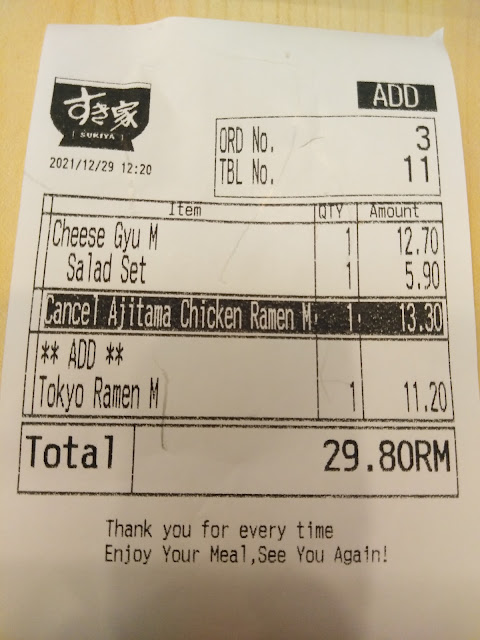 すき家
SUKIYA
ADD
2021/12/29 12:20
ORD No. 3
TBL No. 11
Item QTY Amount
Cheese Gyu M 1 12.70
Salad Set 1 5.90
Cancel Ajitama Chicken Ramen M 1 13.30
** ADD **
Tokyo Ramen M 1 11.20
Total 29.80RM
Thank you for every time
Enjoy Your Meal,See You Again!